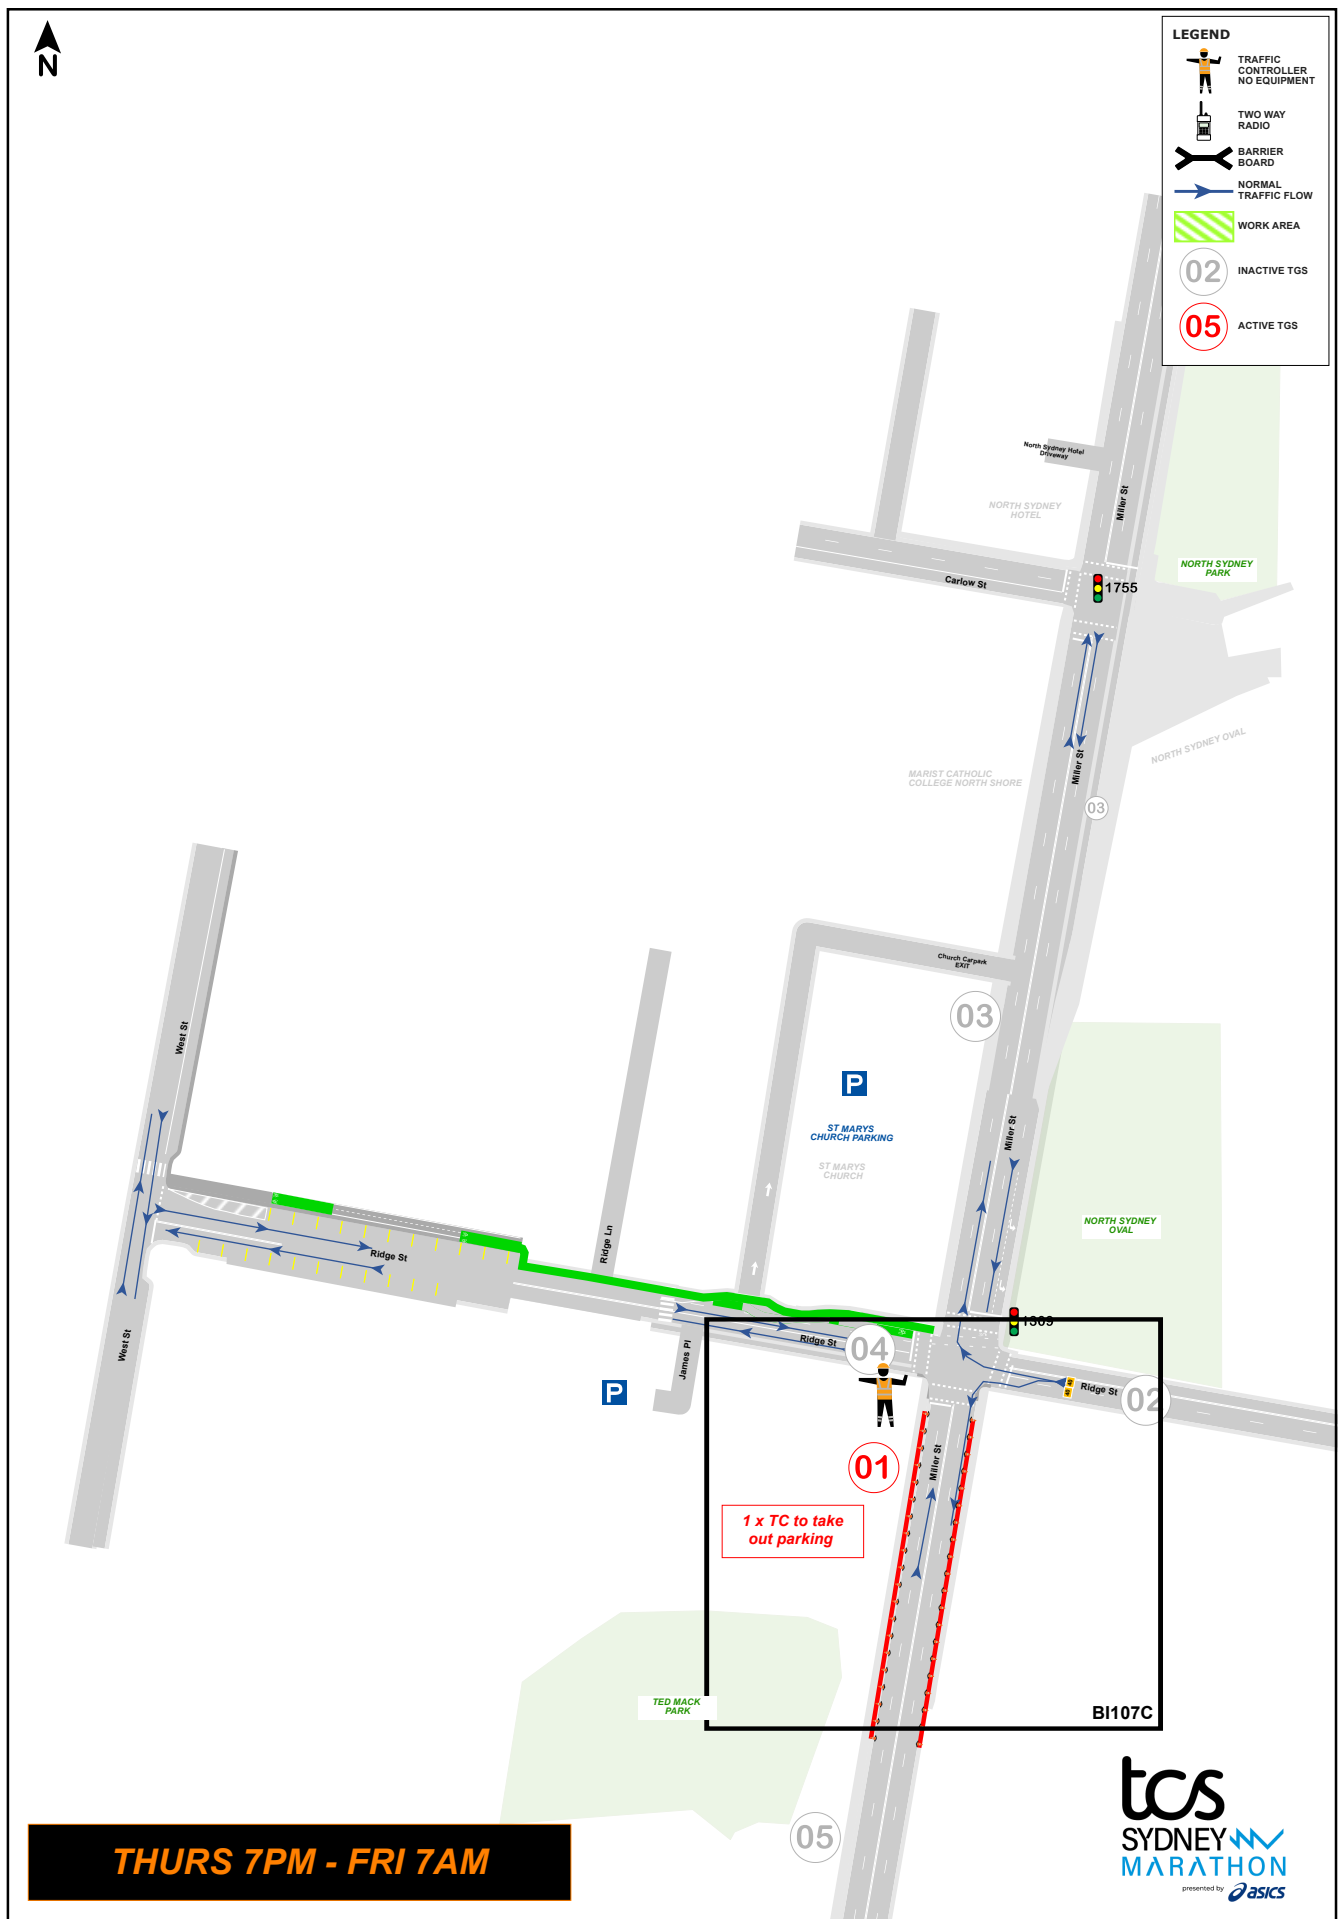 N
LEGEND
TRAFFIC
CONTROLLER
NO EQUIPMENT
TWO WAY
RADIO
BARRIER
BOARD
NORMAL
TRAFFIC FLOW
WORK AREA
02
INACTIVE TGS
05
ACTIVE TGS
North Sydney Hotel
Driveway
Miller St
NORTH SYDNEY
HOTEL
NORTH SYDNEY
PARK
Carlow St
1755
NORTH SYDNEY OVAL
Miller St
MARIST CATHOLIC
COLLEGE NORTH SHORE
03
Church Carpark
EXIT
03
West St
P
Miller St
ST MARYS
CHURCH PARKING
ST MARYS
CHURCH
NORTH SYDNEY
OVAL
Ridge Ln
Ridge St
1369
West St
Ridge St
04
James Pl
P
Ridge St
02
40
40
Miller St
01
1 x TC to take
out parking
TED MACK
PARK
BI107C
05
THURS 7PM - FRI 7AM
tcs
SYDNEY
MARATHON
presented by asics